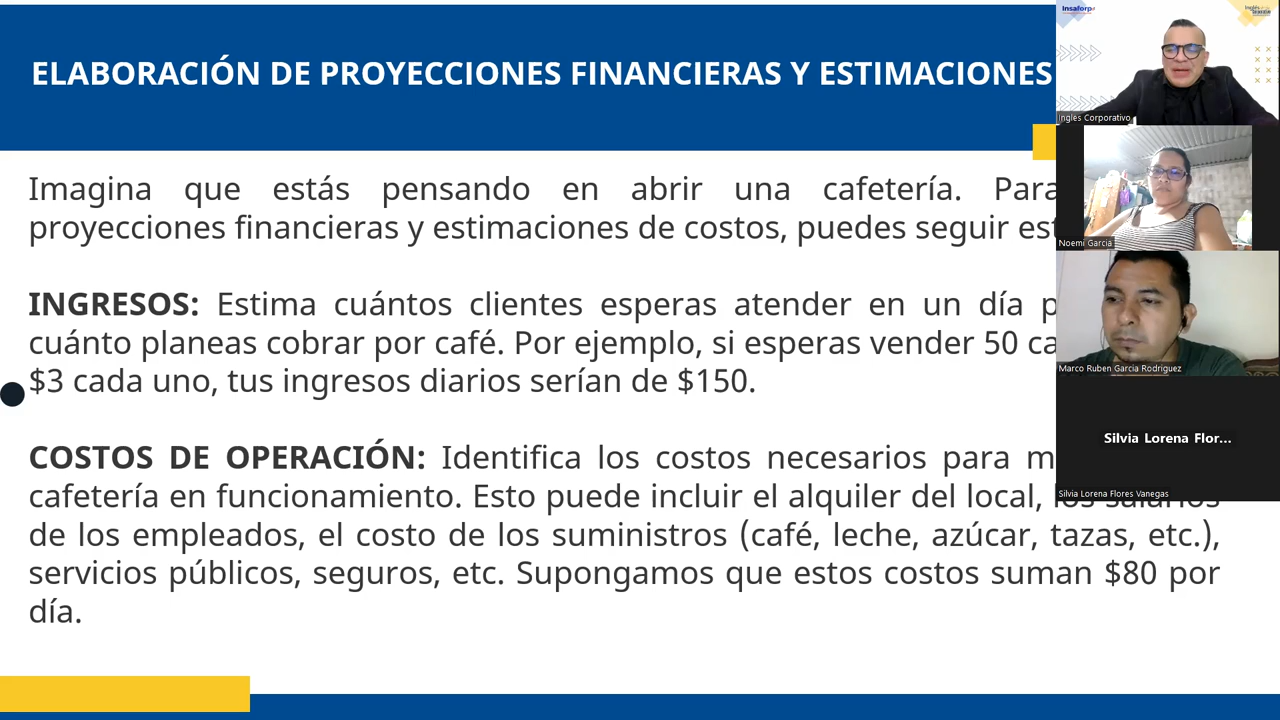 ELABORACIÓN DE PROYECCIONES FINANCIERAS Y ESTIMACIONES
Imagina que estás pensando en abrir una cafetería. Para
proyecciones financieras y estimaciones de costos, puedes seguir
INGRESOS: Estima cuántos clientes esperas atender en un día
cuánto planeas cobrar por café. Por ejemplo, si esperas vender 50
$3 cada uno, tus ingresos diarios serían de $150.
COSTOS DE OPERACIÓN: Identifica los costos necesarios para
cafetería en funcionamiento. Esto puede incluir el alquiler del local, los salarios
de los empleados, el costo de los suministros (café, leche, azúcar, tazas, etc.),
servicios públicos, seguros, etc. Supongamos que estos costos suman $80 por
día.
Insaforp
Ingles Corporativo
Noemi Garcia
Marco Ruben Garcia Rodriguez
Silvia Lorena Flor...
Silvia Lorena Flores Vanegas